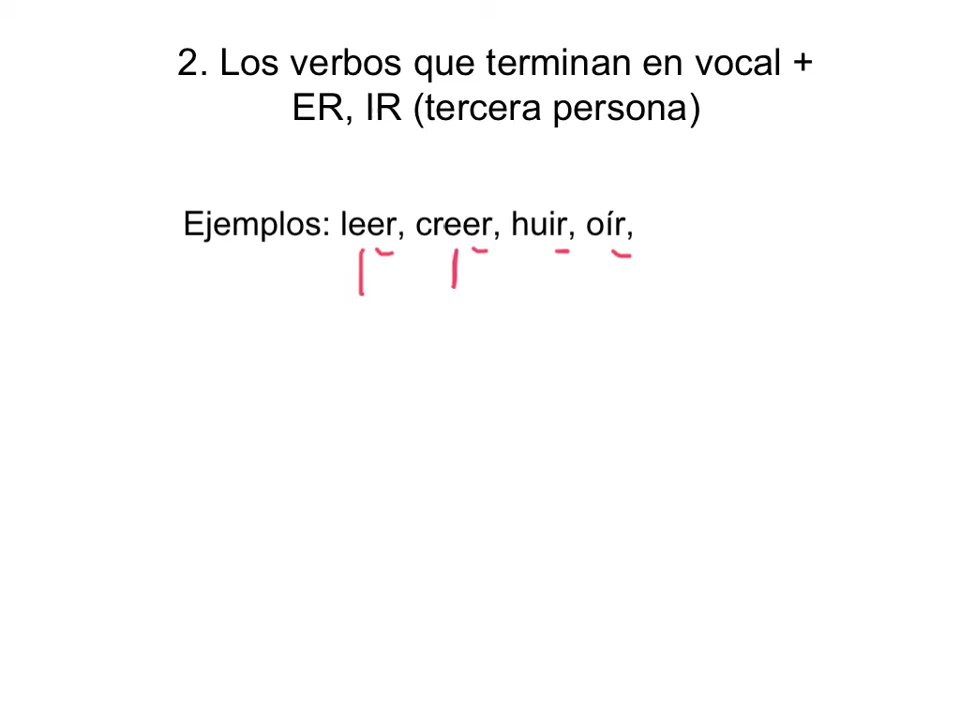 2. Los verbos que terminan en vocal +
ER, IR (tercera persona)
Ejemplos: leer, creer, huir, oír,